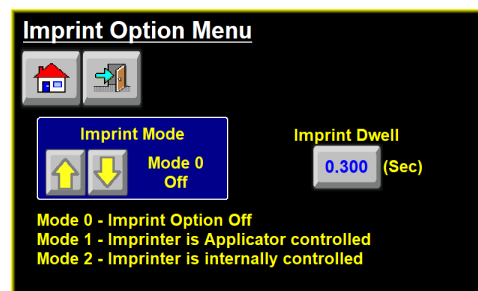 Imprint Option Menu
Imprint Mode
Mode 0
Off
Imprint Dwell
0.300 (Sec)
Mode 0 - Imprint Option Off
Mode 1 - Imprinter is Applicator controlled
Mode 2 - Imprinter is internally controlled